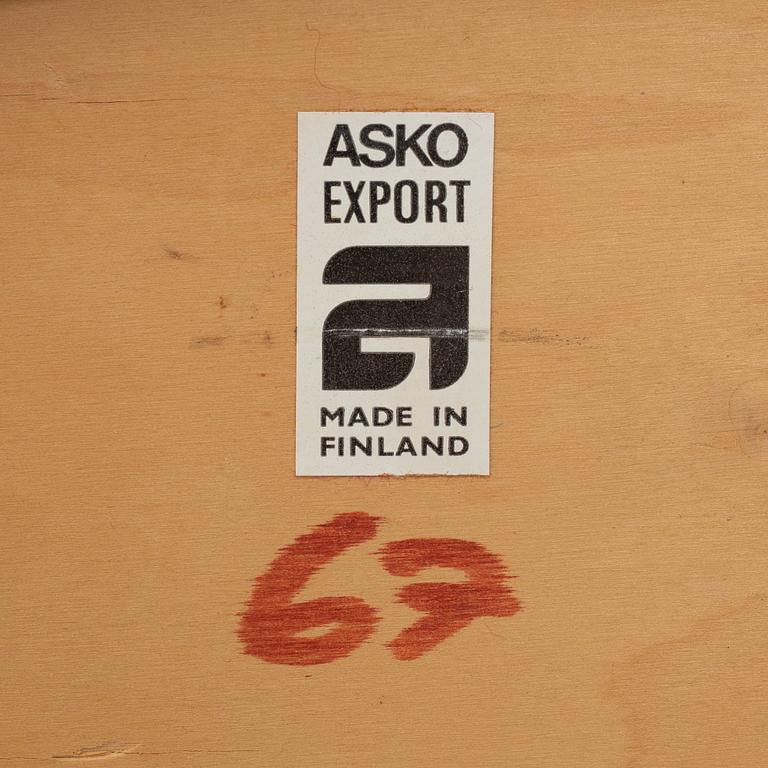 ASKO
EXPORT
a
MADE IN
FINLAND
67